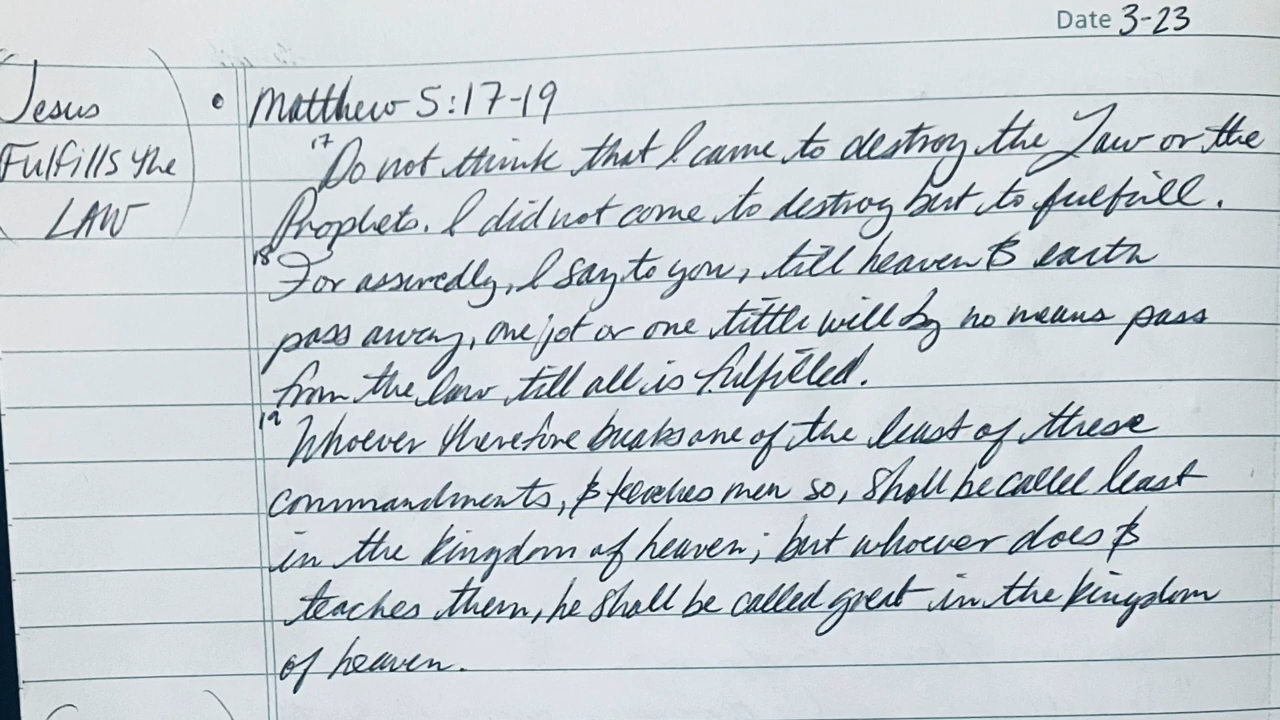 Date 3-23
Jesus
Fulfills the
LAW
• Matthew 5:17-19
17 Do not think that I came to destroy the Law or the
Prophets. I did not come to destroy but to fulfill.
18 For assuredly, I say to you, till heaven & earth
pass away, one jot or one tittle will by no means pass
from the law till all is fulfilled.
19 Whoever therefore breaks one of the least of these
commandments, & teaches men so, shall be called least
in the kingdom of heaven; but whoever does &
teaches them, he shall be called great in the kingdom
of heaven.